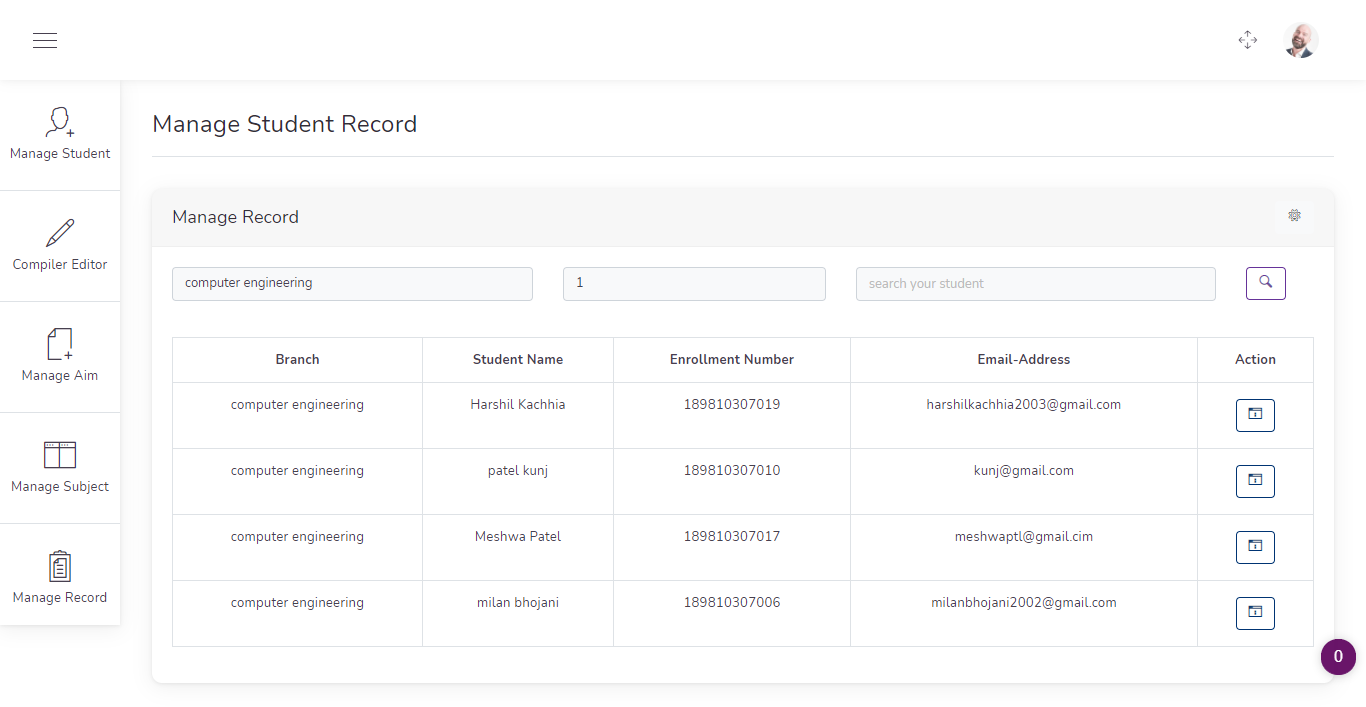 Manage Student
Compiler Editor
Manage Aim
Manage Subject
Manage Record
Manage Student Record
Manage Record
computer engineering 1 search your student
Branch Student Name Enrollment Number Email-Address Action
computer engineering Harshil Kachhia 189810307019 harshilkachhia2003@gmail.com
computer engineering patel kunj 189810307010 kunj@gmail.com
computer engineering Meshwa Patel 189810307017 meshwaptl@gmail.cim
computer engineering milan bhojani 189810307006 milanbhojani2002@gmail.com
0